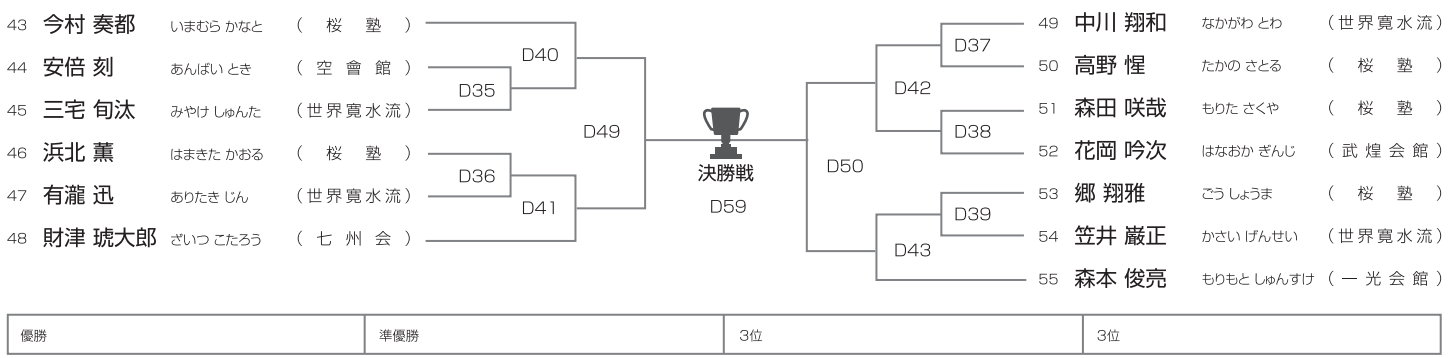 43 今村 奏都 いまむら かなと （ 桜 塾 ）
44 安倍 刻 あんばい とき （ 空 會 館 ）
45 三宅 旬汰 みやけ しゅんた （世界寛水流）
46 浜北 薫 はまきた かおる （ 桜 塾 ）
47 有瀧 迅 ありたき じん （世界寛水流）
48 財津 琥大郎 ざいつ こたろう （ 七 州 会 ）
D40
D35
D49
D36
D41
決勝戦
D59
D37
D42
D38
D50
D39
D43
49 中川 翔和 なかがわ とわ （世界寛水流）
50 高野 惺 たかの さとる （ 桜 塾 ）
51 森田 咲哉 もりた さくや （ 桜 塾 ）
52 花岡 吟次 はなおか ぎんじ （ 武 煌 会 館 ）
53 郷 翔雅 ごう しょうま （ 桜 塾 ）
54 笠井 巌正 かさい げんせい （世界寛水流）
55 森本 俊亮 もりもと しゅんすけ （ 一 光 会 館 ）
優勝
準優勝
3位
3位